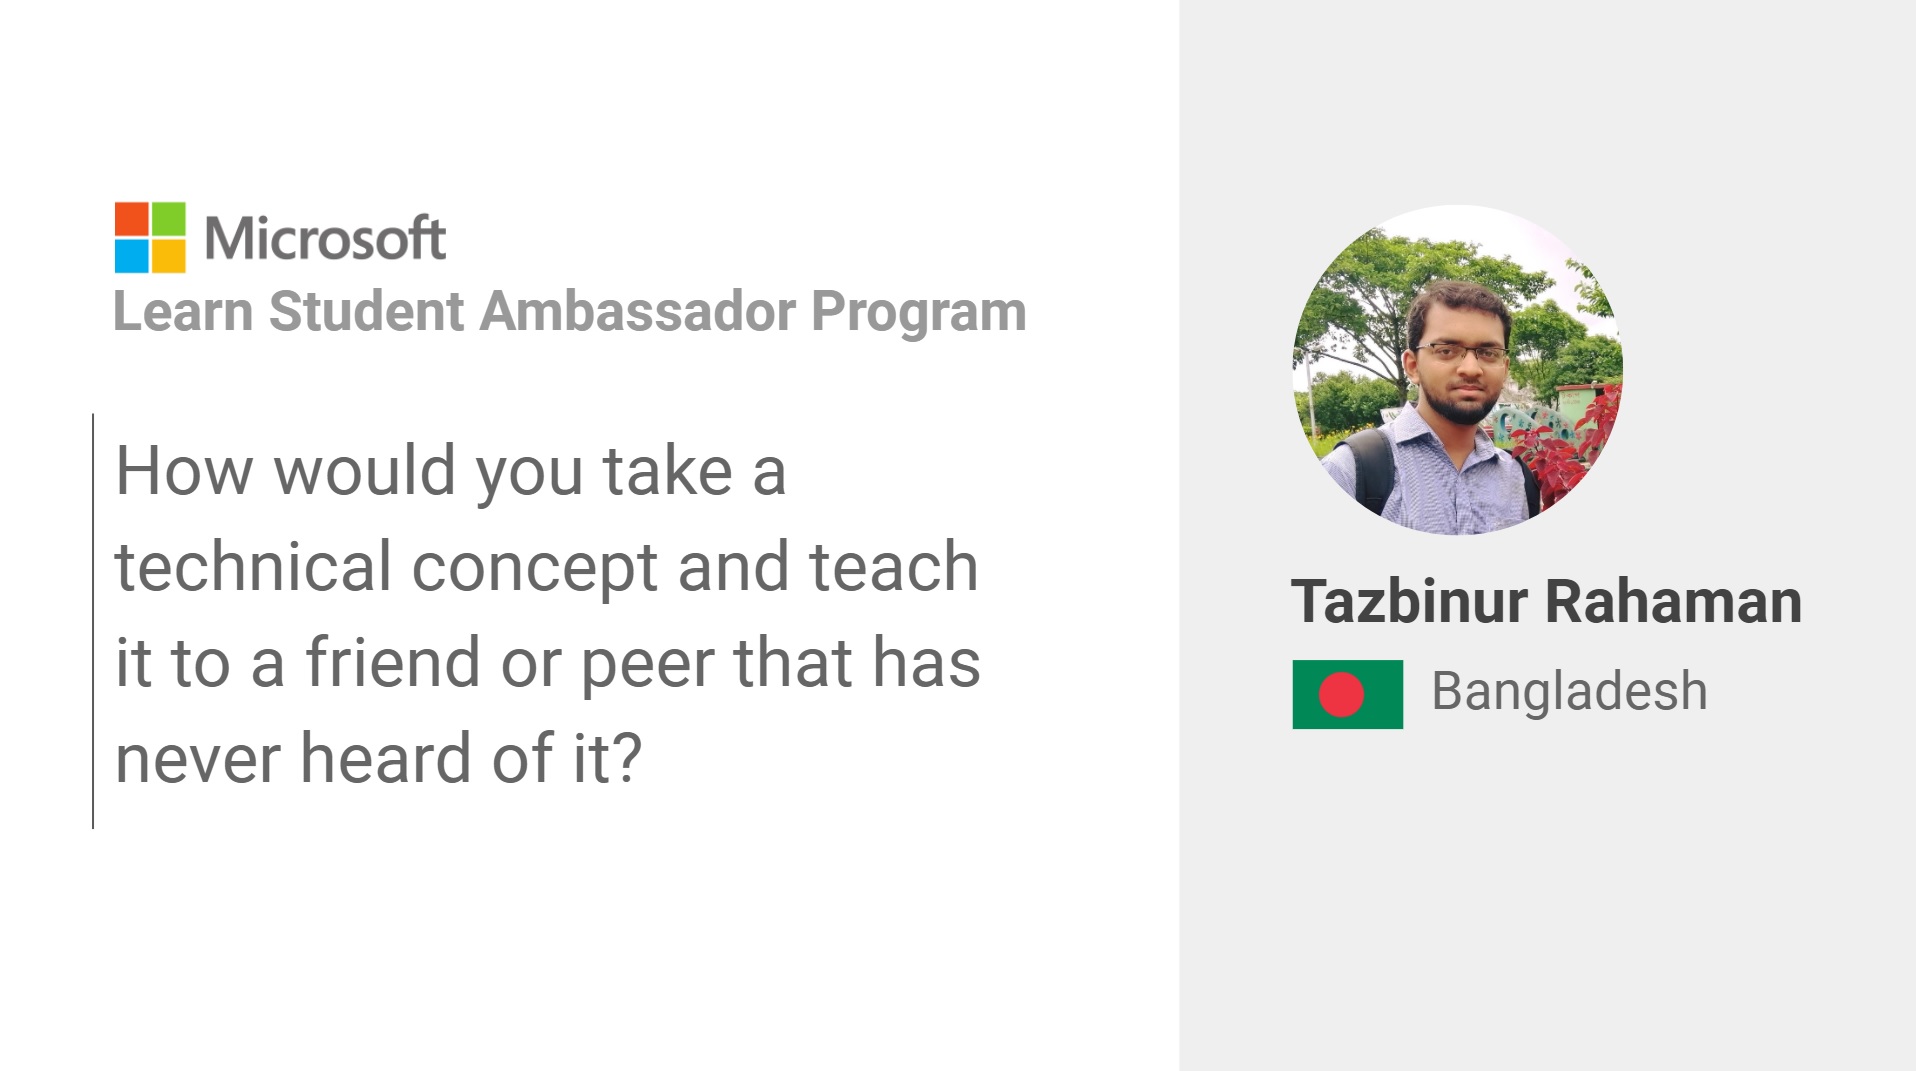 Microsoft
Learn Student Ambassador Program
How would you take a
technical concept and teach
it to a friend or peer that has
never heard of it?
Tazbinur Rahaman
Bangladesh